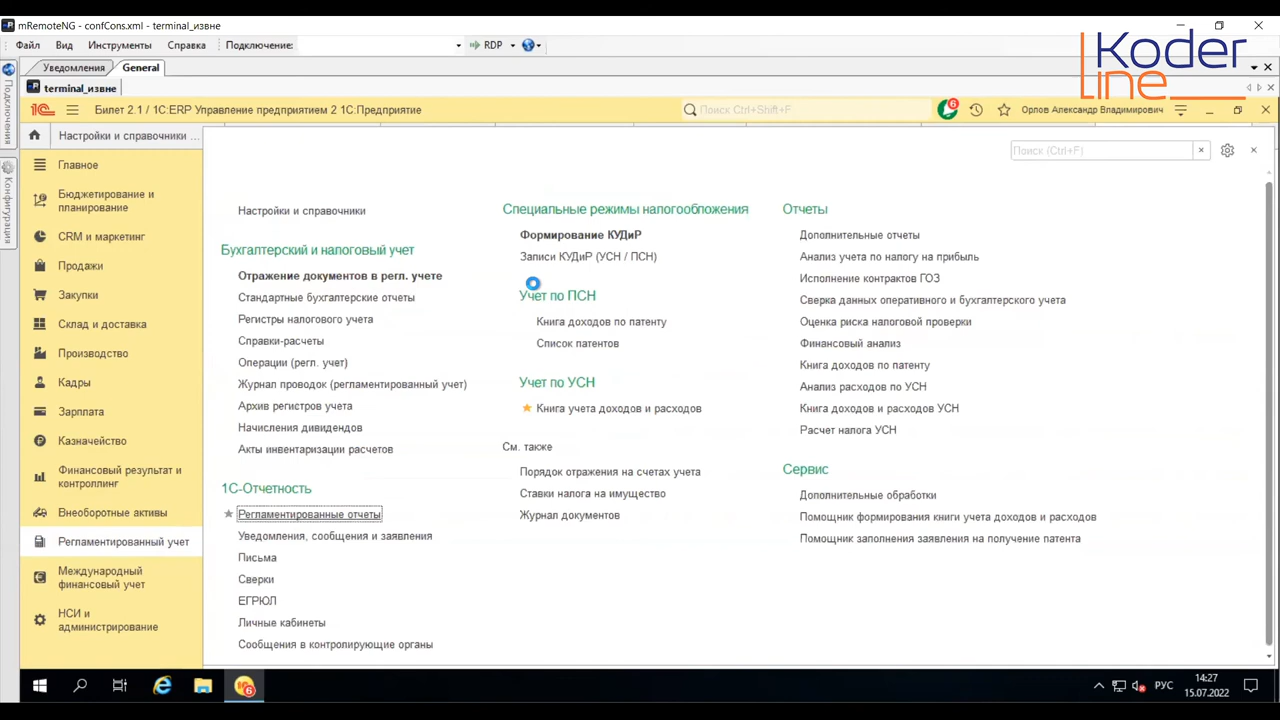 mRemoteNG - confCons.xml - terminal_извне
Koder
line
Файл Вид Инструменты Справка Подключение: RDP
Уведомления General
terminal_извне
Подключения
Конфигурация
1С Билет 2.1 / 1С:ERP Управление предприятием 2 1С:Предприятие Поиск Ctrl+Shift+F 6 Орлов Александр Владимирович
Настройки и справочники ...
Поиск (Ctrl+F)
Главное
Бюджетирование и
планирование
CRM и маркетинг
Продажи
Закупки
Склад и доставка
Производство
Кадры
Зарплата
Казначейство
Финансовый результат и
контроллинг
Внеоборотные активы
Регламентированный учет
Международный
финансовый учет
НСИ и
администрирование
Настройки и справочники
Бухгалтерский и налоговый учет
Отражение документов в регл. учете
Стандартные бухгалтерские отчеты
Регистры налогового учета
Справки-расчеты
Операции (регл. учет)
Журнал проводок (регламентированный учет)
Архив регистров учета
Начисления дивидендов
Акты инвентаризации расчетов
1С-Отчетность
Регламентированные отчеты
Уведомления, сообщения и заявления
Письма
Сверки
ЕГРЮЛ
Личные кабинеты
Сообщения в контролирующие органы
Специальные режимы налогообложения
Формирование КУДиР
Записи КУДиР (УСН / ПСН)
Учет по ПСН
Книга доходов по патенту
Список патентов
Учет по УСН
Книга учета доходов и расходов
См. также
Порядок отражения на счетах учета
Ставки налога на имущество
Журнал документов
Отчеты
Дополнительные отчеты
Анализ учета по налогу на прибыль
Исполнение контрактов ГОЗ
Сверка данных оперативного и бухгалтерского учета
Оценка риска налоговой проверки
Финансовый анализ
Книга доходов по патенту
Анализ расходов по УСН
Книга доходов и расходов УСН
Расчет налога УСН
Сервис
Дополнительные обработки
Помощник формирования книги учета доходов и расходов
Помощник заполнения заявления на получение патента
6
РУС
14:27
15.07.2022